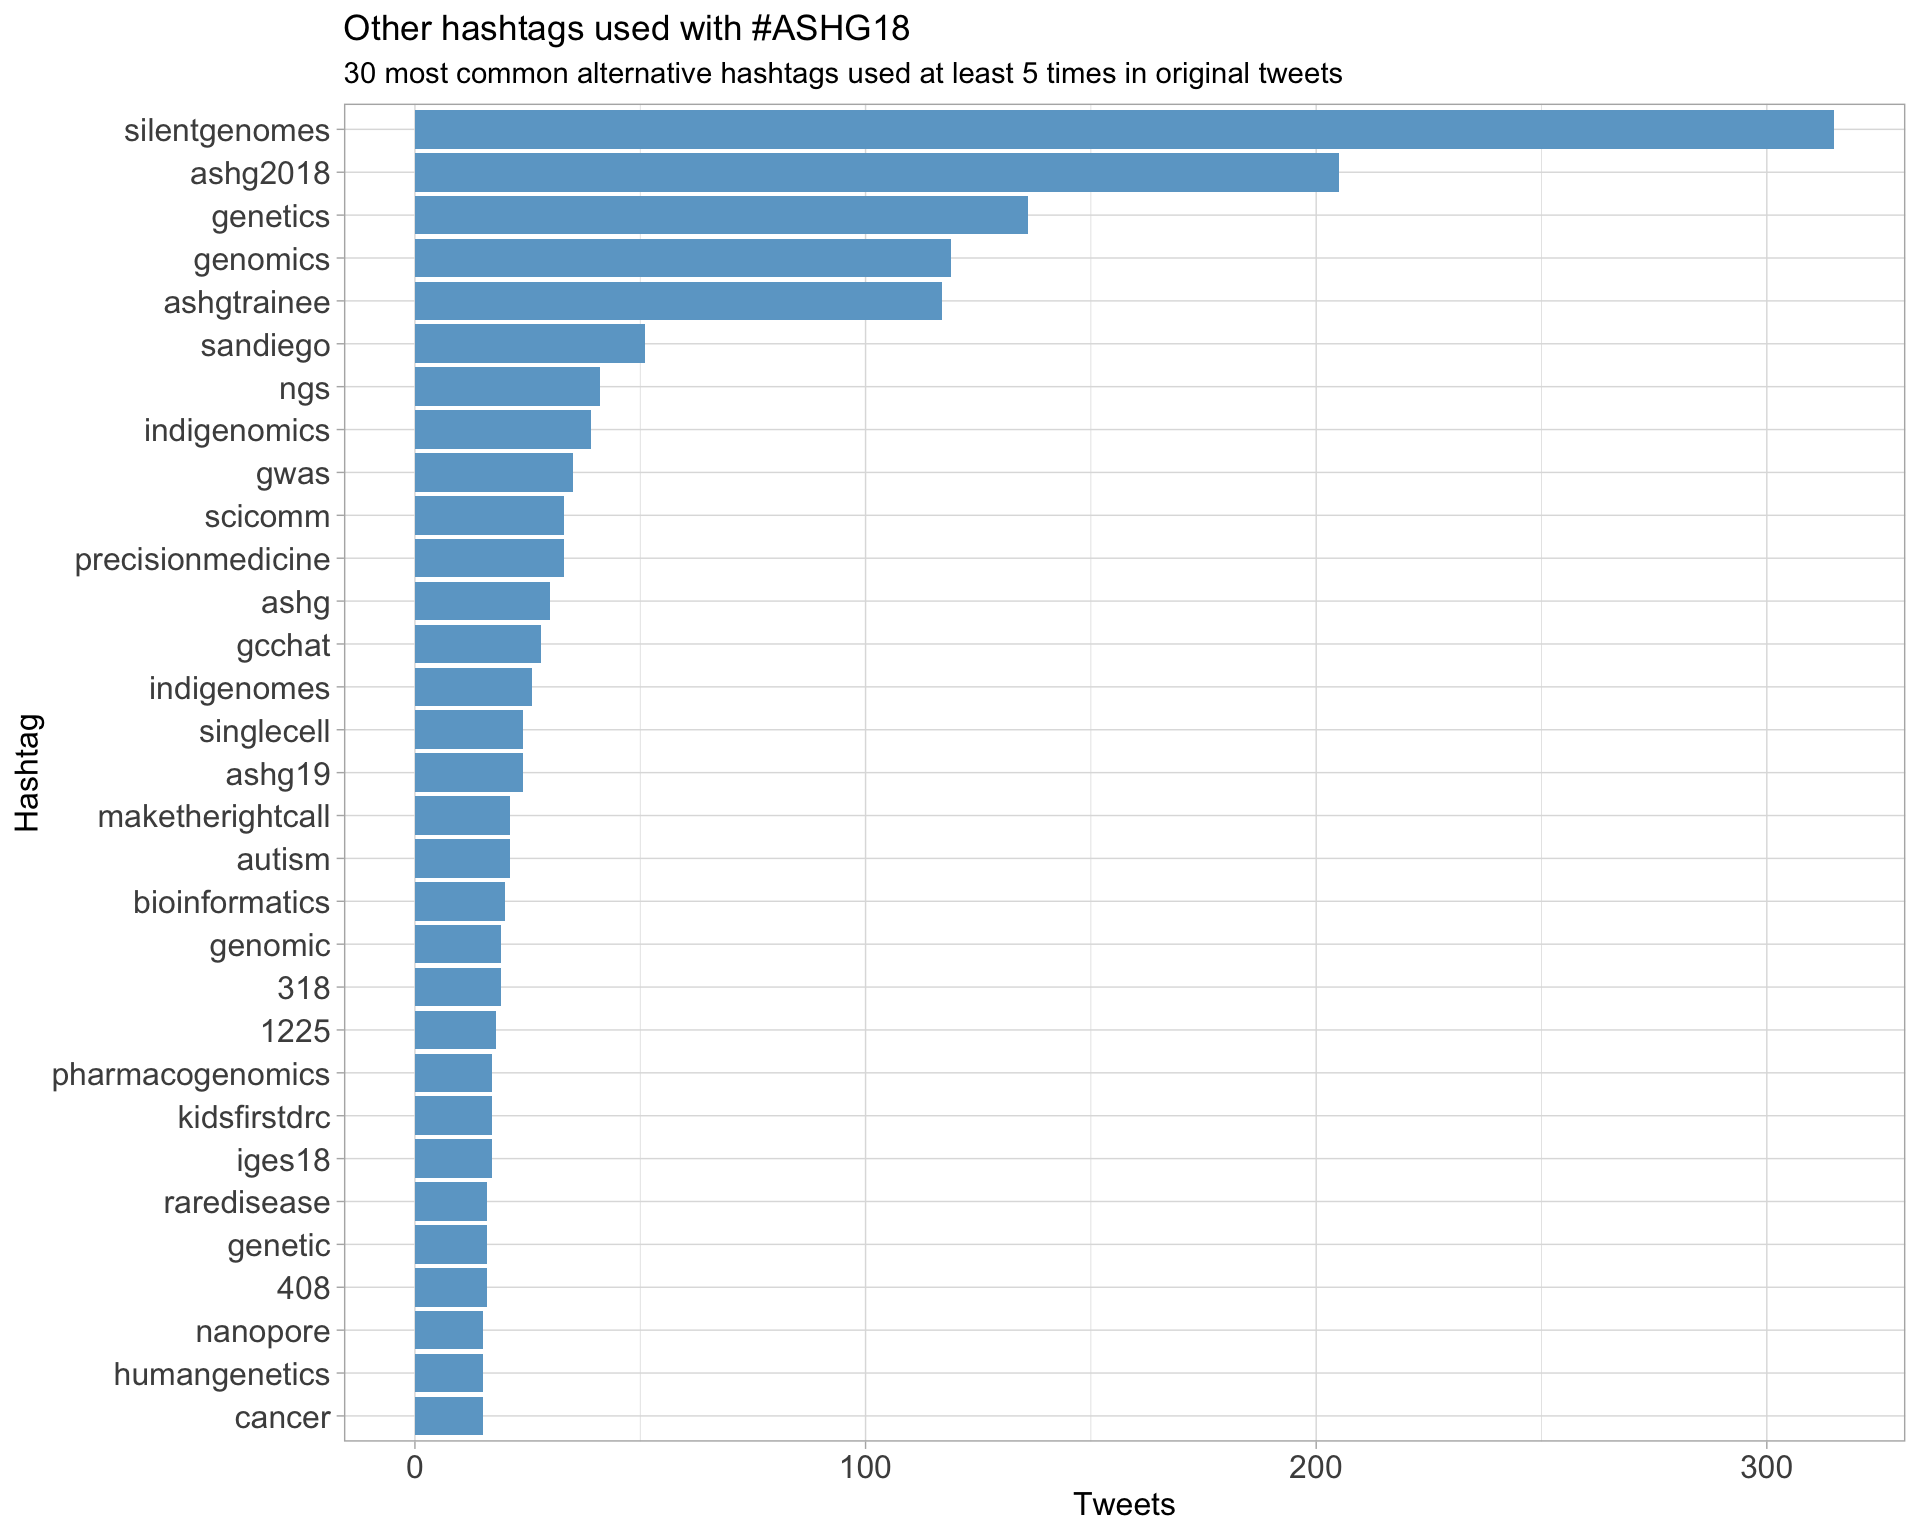 Other hashtags used with #ASHG18
30 most common alternative hashtags used at least 5 times in original tweets
Hashtag
silentgenomes
ashg2018
genetics
genomics
ashgtrainee
sandiego
ngs
indigenomics
gwas
scicomm
precisionmedicine
ashg
gcchat
indigenomes
singlecell
ashg19
maketherightcall
autism
bioinformatics
genomic
318
1225
pharmacogenomics
kidsfirstdrc
iges18
raredisease
genetic
408
nanopore
humangenetics
cancer
0 100 200 300
Tweets